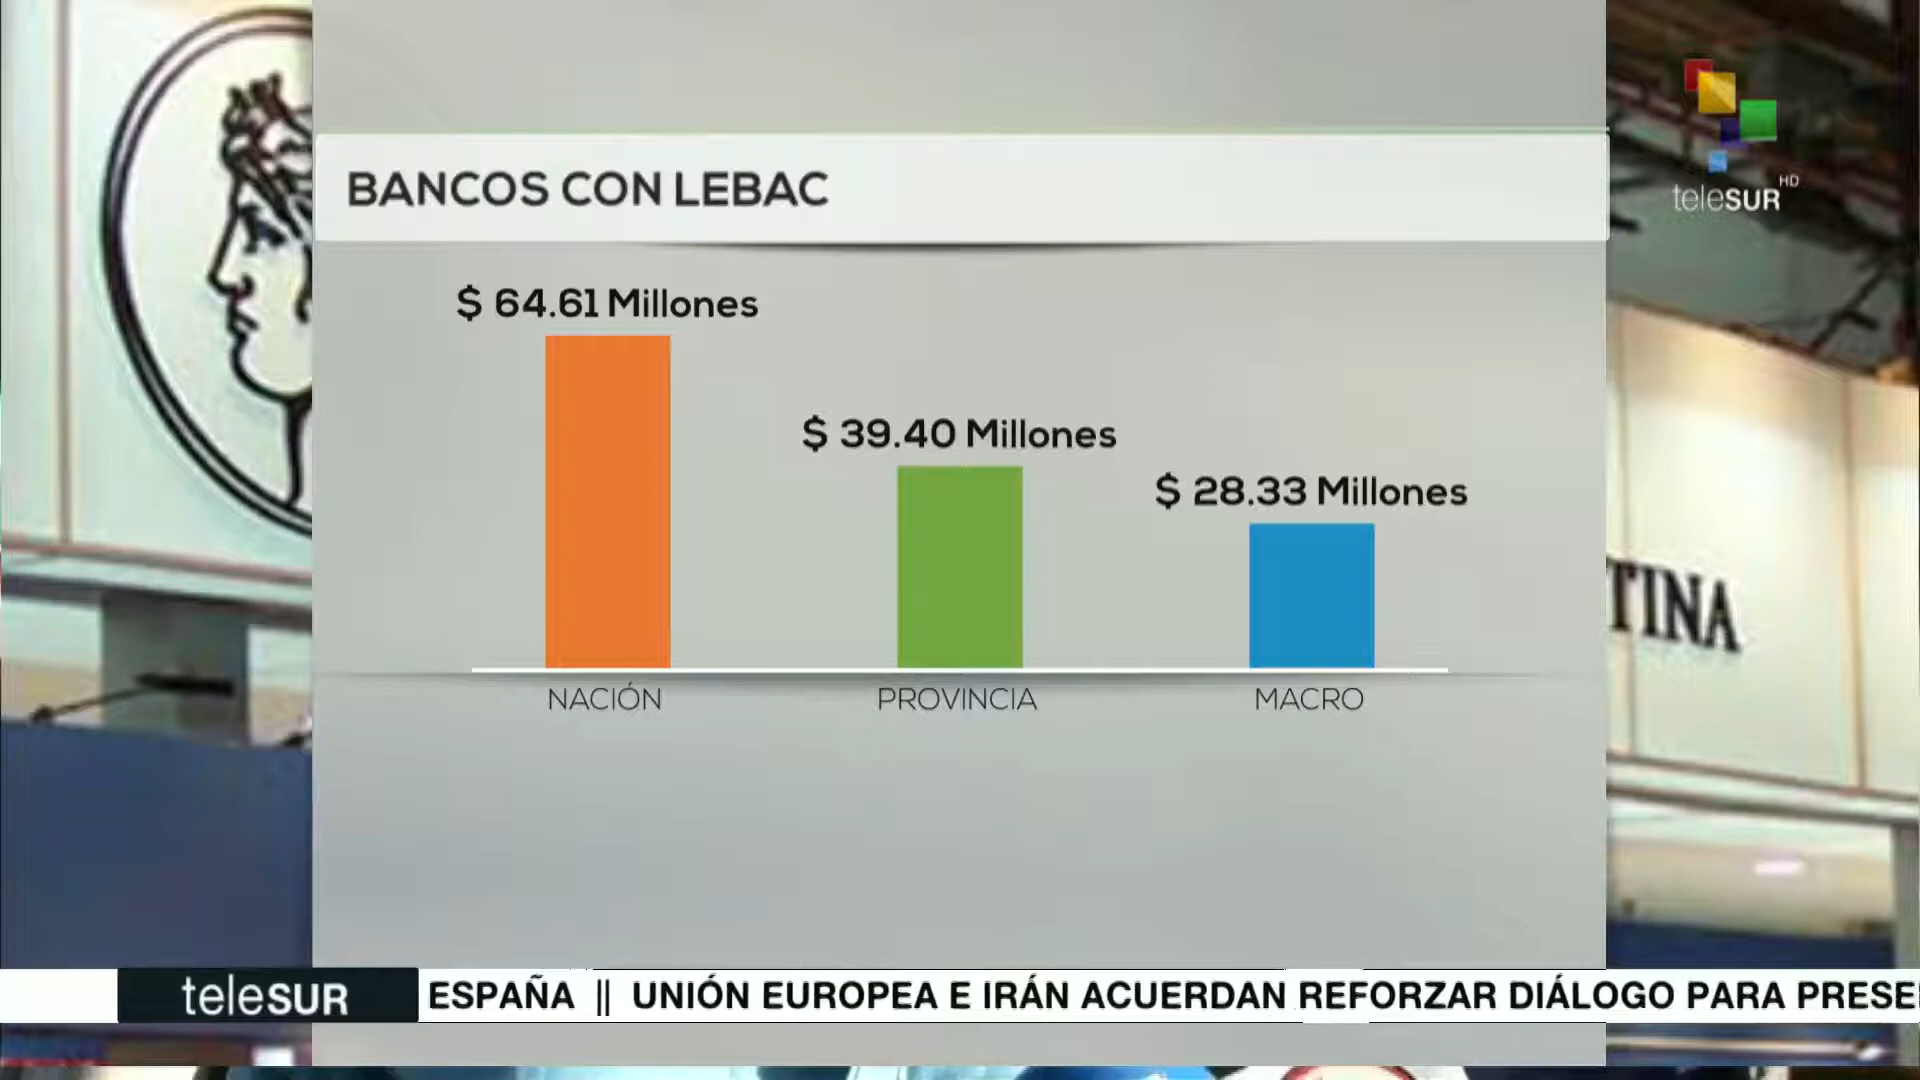 BANCOS CON LEBAC
HD
teleSUR
$ 64.61 Millones
$ 39.40 Millones
$ 28.33 Millones
TINA
NACIÓN
PROVINCIA
MACRO
teleSUR
ESPAÑA || UNIÓN EUROPEA E IRÁN ACUERDAN REFORZAR DIÁLOGO PARA PRESE